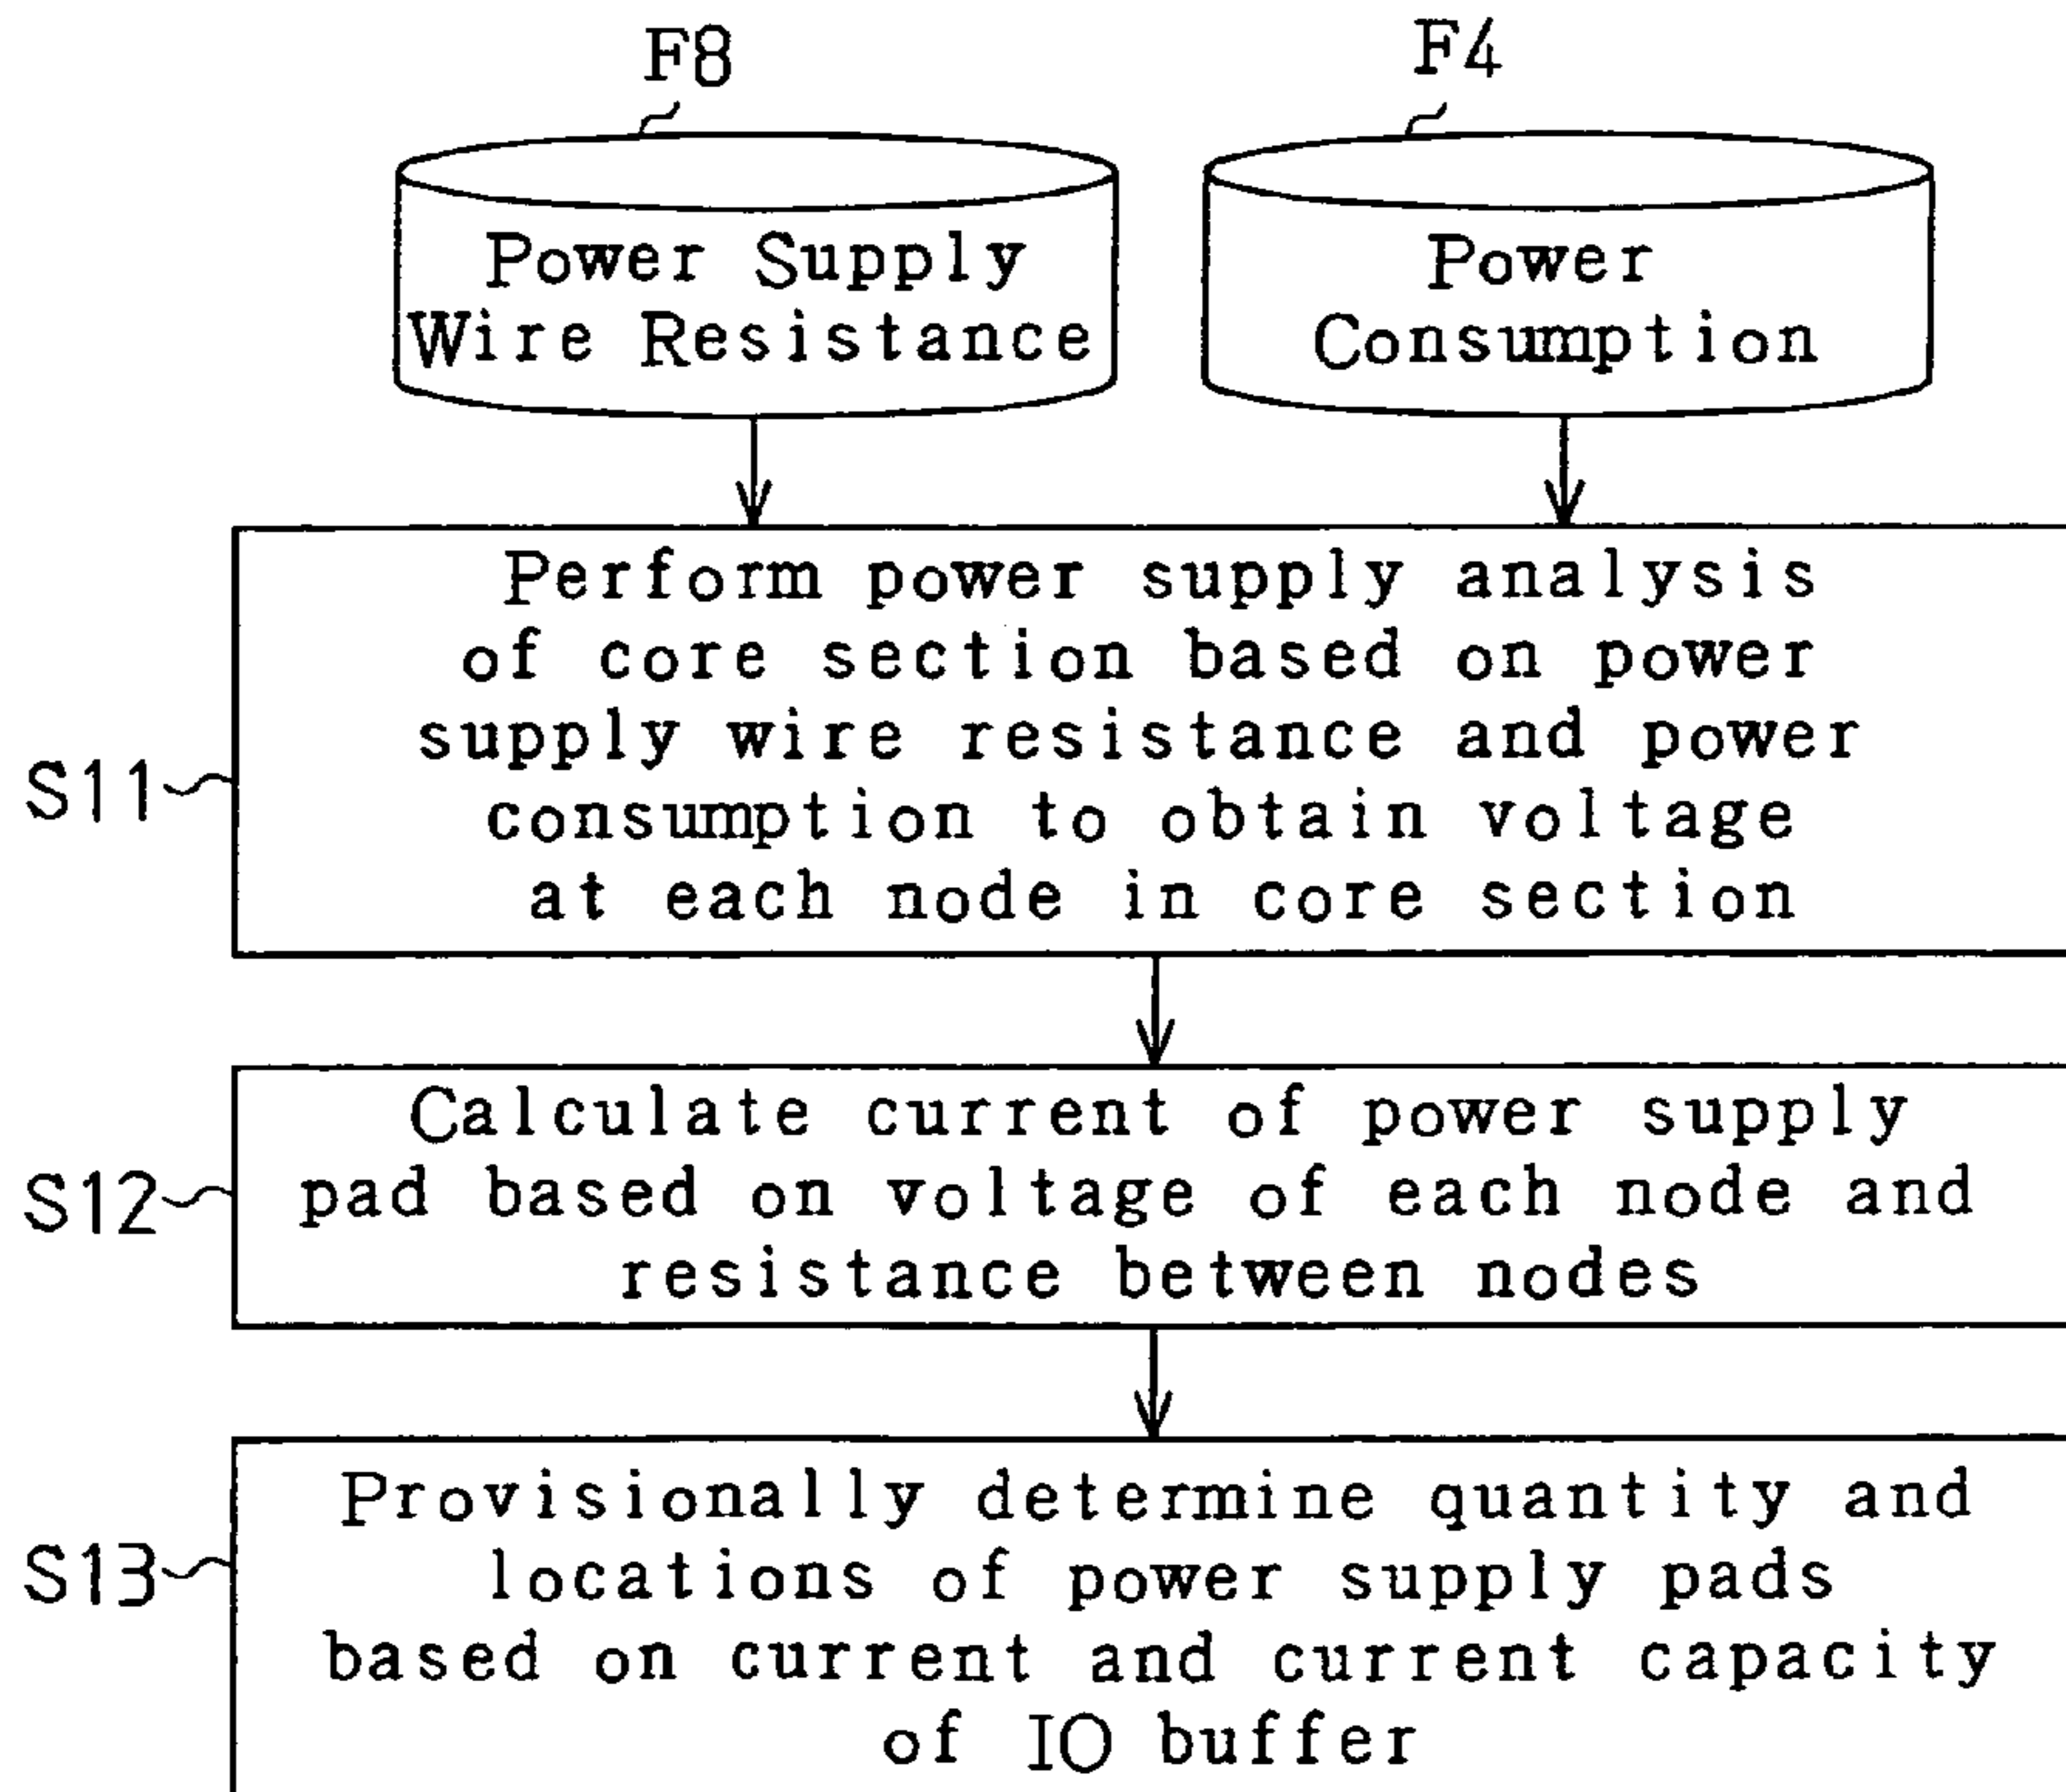 F8
F4
Power Supply
Wire Resistance
Power
Consumption
S11
Perform power supply analysis
of core section based on power
supply wire resistance and power
consumption to obtain voltage
at each node in core section
S12
Calculate current of power supply
pad based on voltage of each node and
resistance between nodes
S13
Provisionally determine quantity and
locations of power supply pads
based on current and current capacity
of IO buffer